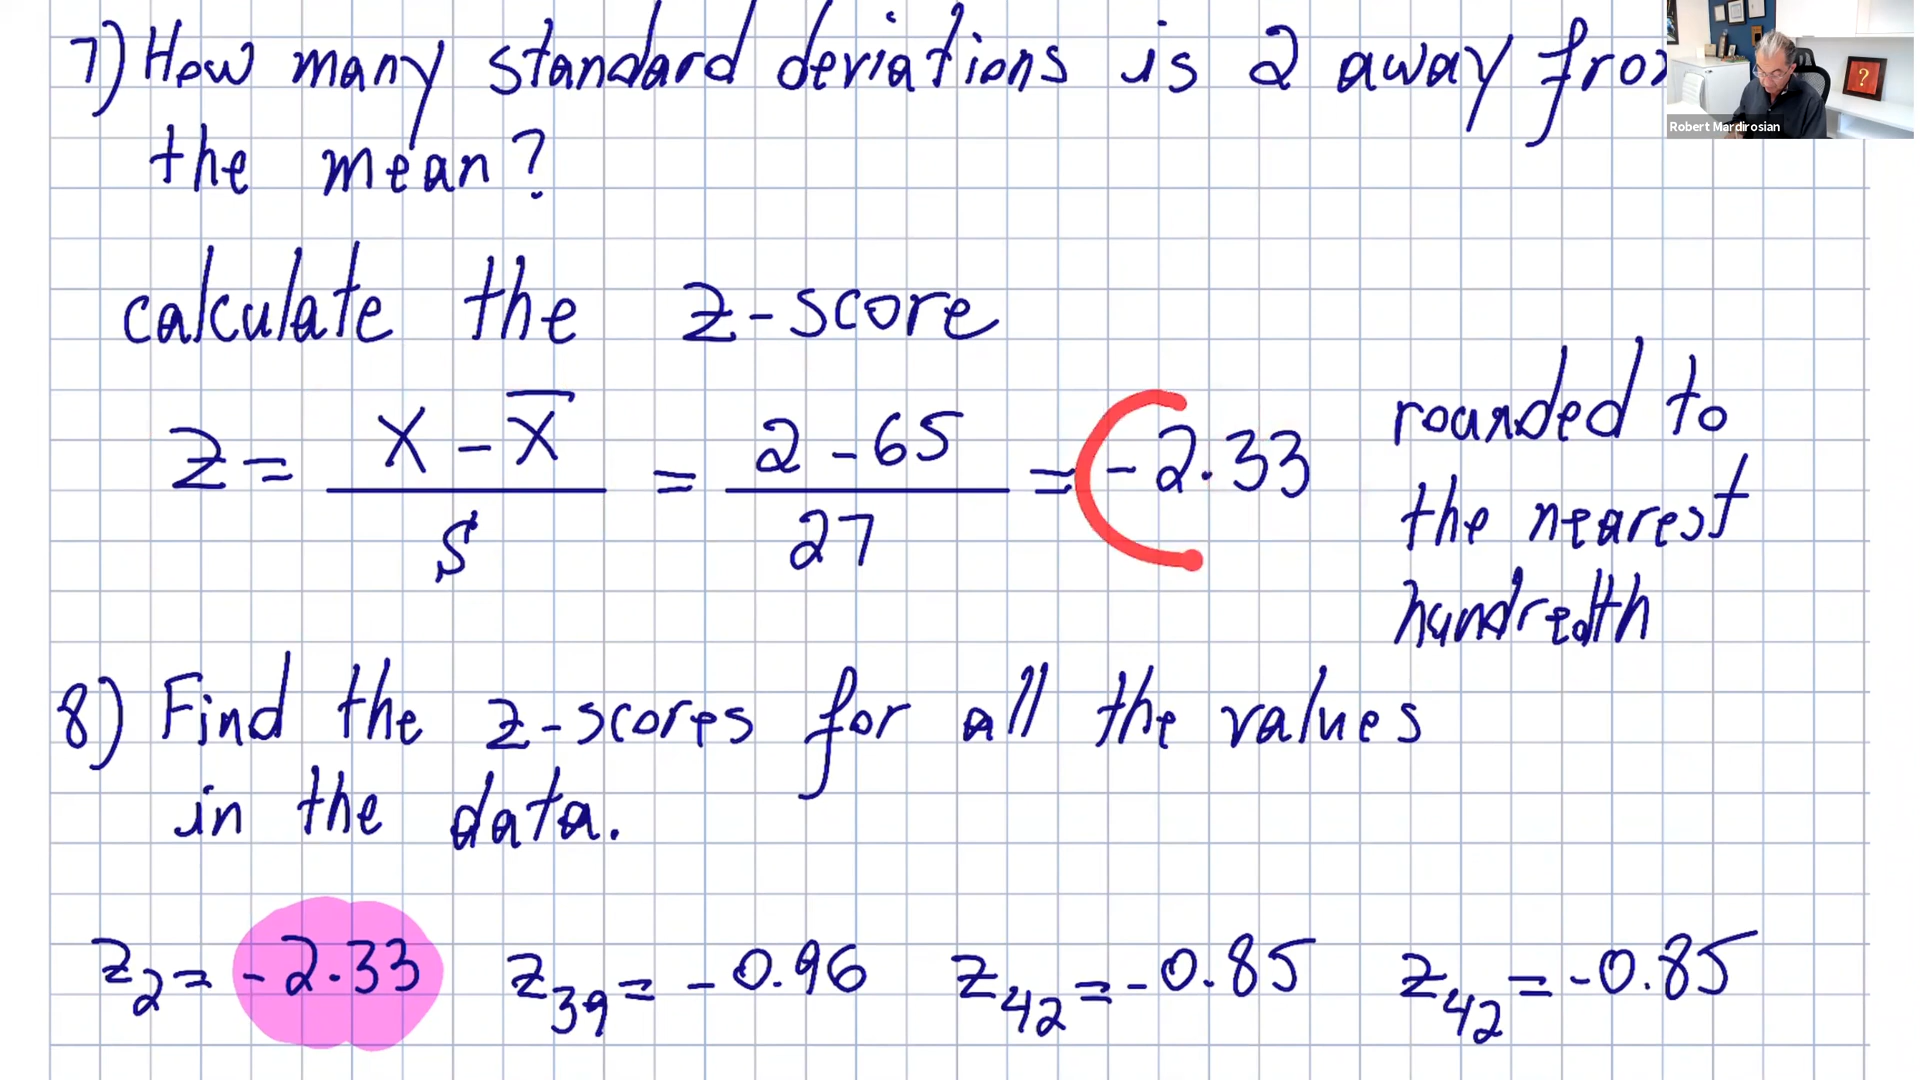 7) How many standard deviations is 2 away from
the mean?
Robert Mardirosian
?
calculate the z-score
z = (x - x̄) / s = (2 - 65) / 27 = -2.33
rounded to
the nearest
hundredth
8) Find the z-scores for all the values
in the data.
z₂ = -2.33 z₃₉ = -0.96 z₄₂ = -0.85 z₄₂ = -0.85